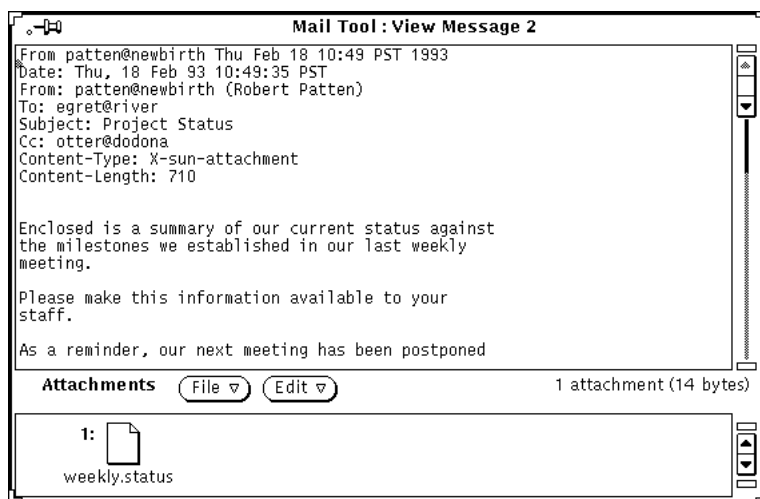 Mail Tool : View Message 2
From patten@newbirth Thu Feb 18 10:49 PST 1993
Date: Thu, 18 Feb 93 10:49:35 PST
From: patten@newbirth (Robert Patten)
To: egret@river
Subject: Project Status
Cc: otter@dodona
Content-Type: X-sun-attachment
Content-Length: 710
Enclosed is a summary of our current status against
the milestones we established in our last weekly
meeting.
Please make this information available to your
staff.
As a reminder, our next meeting has been postponed
Attachments File Edit 1 attachment (14 bytes)
1:
weekly.status